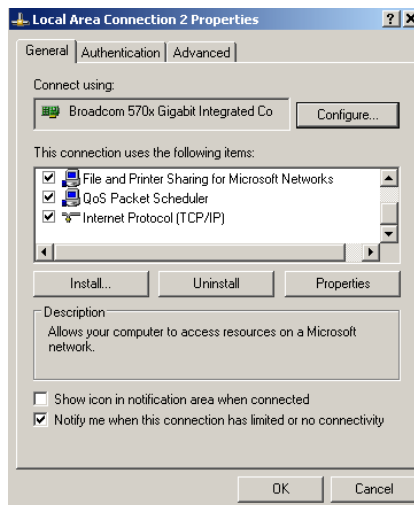 Local Area Connection 2 Properties
General Authentication Advanced
Connect using:
Broadcom 570x Gigabit Integrated Co Configure...
This connection uses the following items:
File and Printer Sharing for Microsoft Networks
QoS Packet Scheduler
Internet Protocol (TCP/IP)
Install... Uninstall Properties
Description
Allows your computer to access resources on a Microsoft
network.
Show icon in notification area when connected
Notify me when this connection has limited or no connectivity
OK Cancel